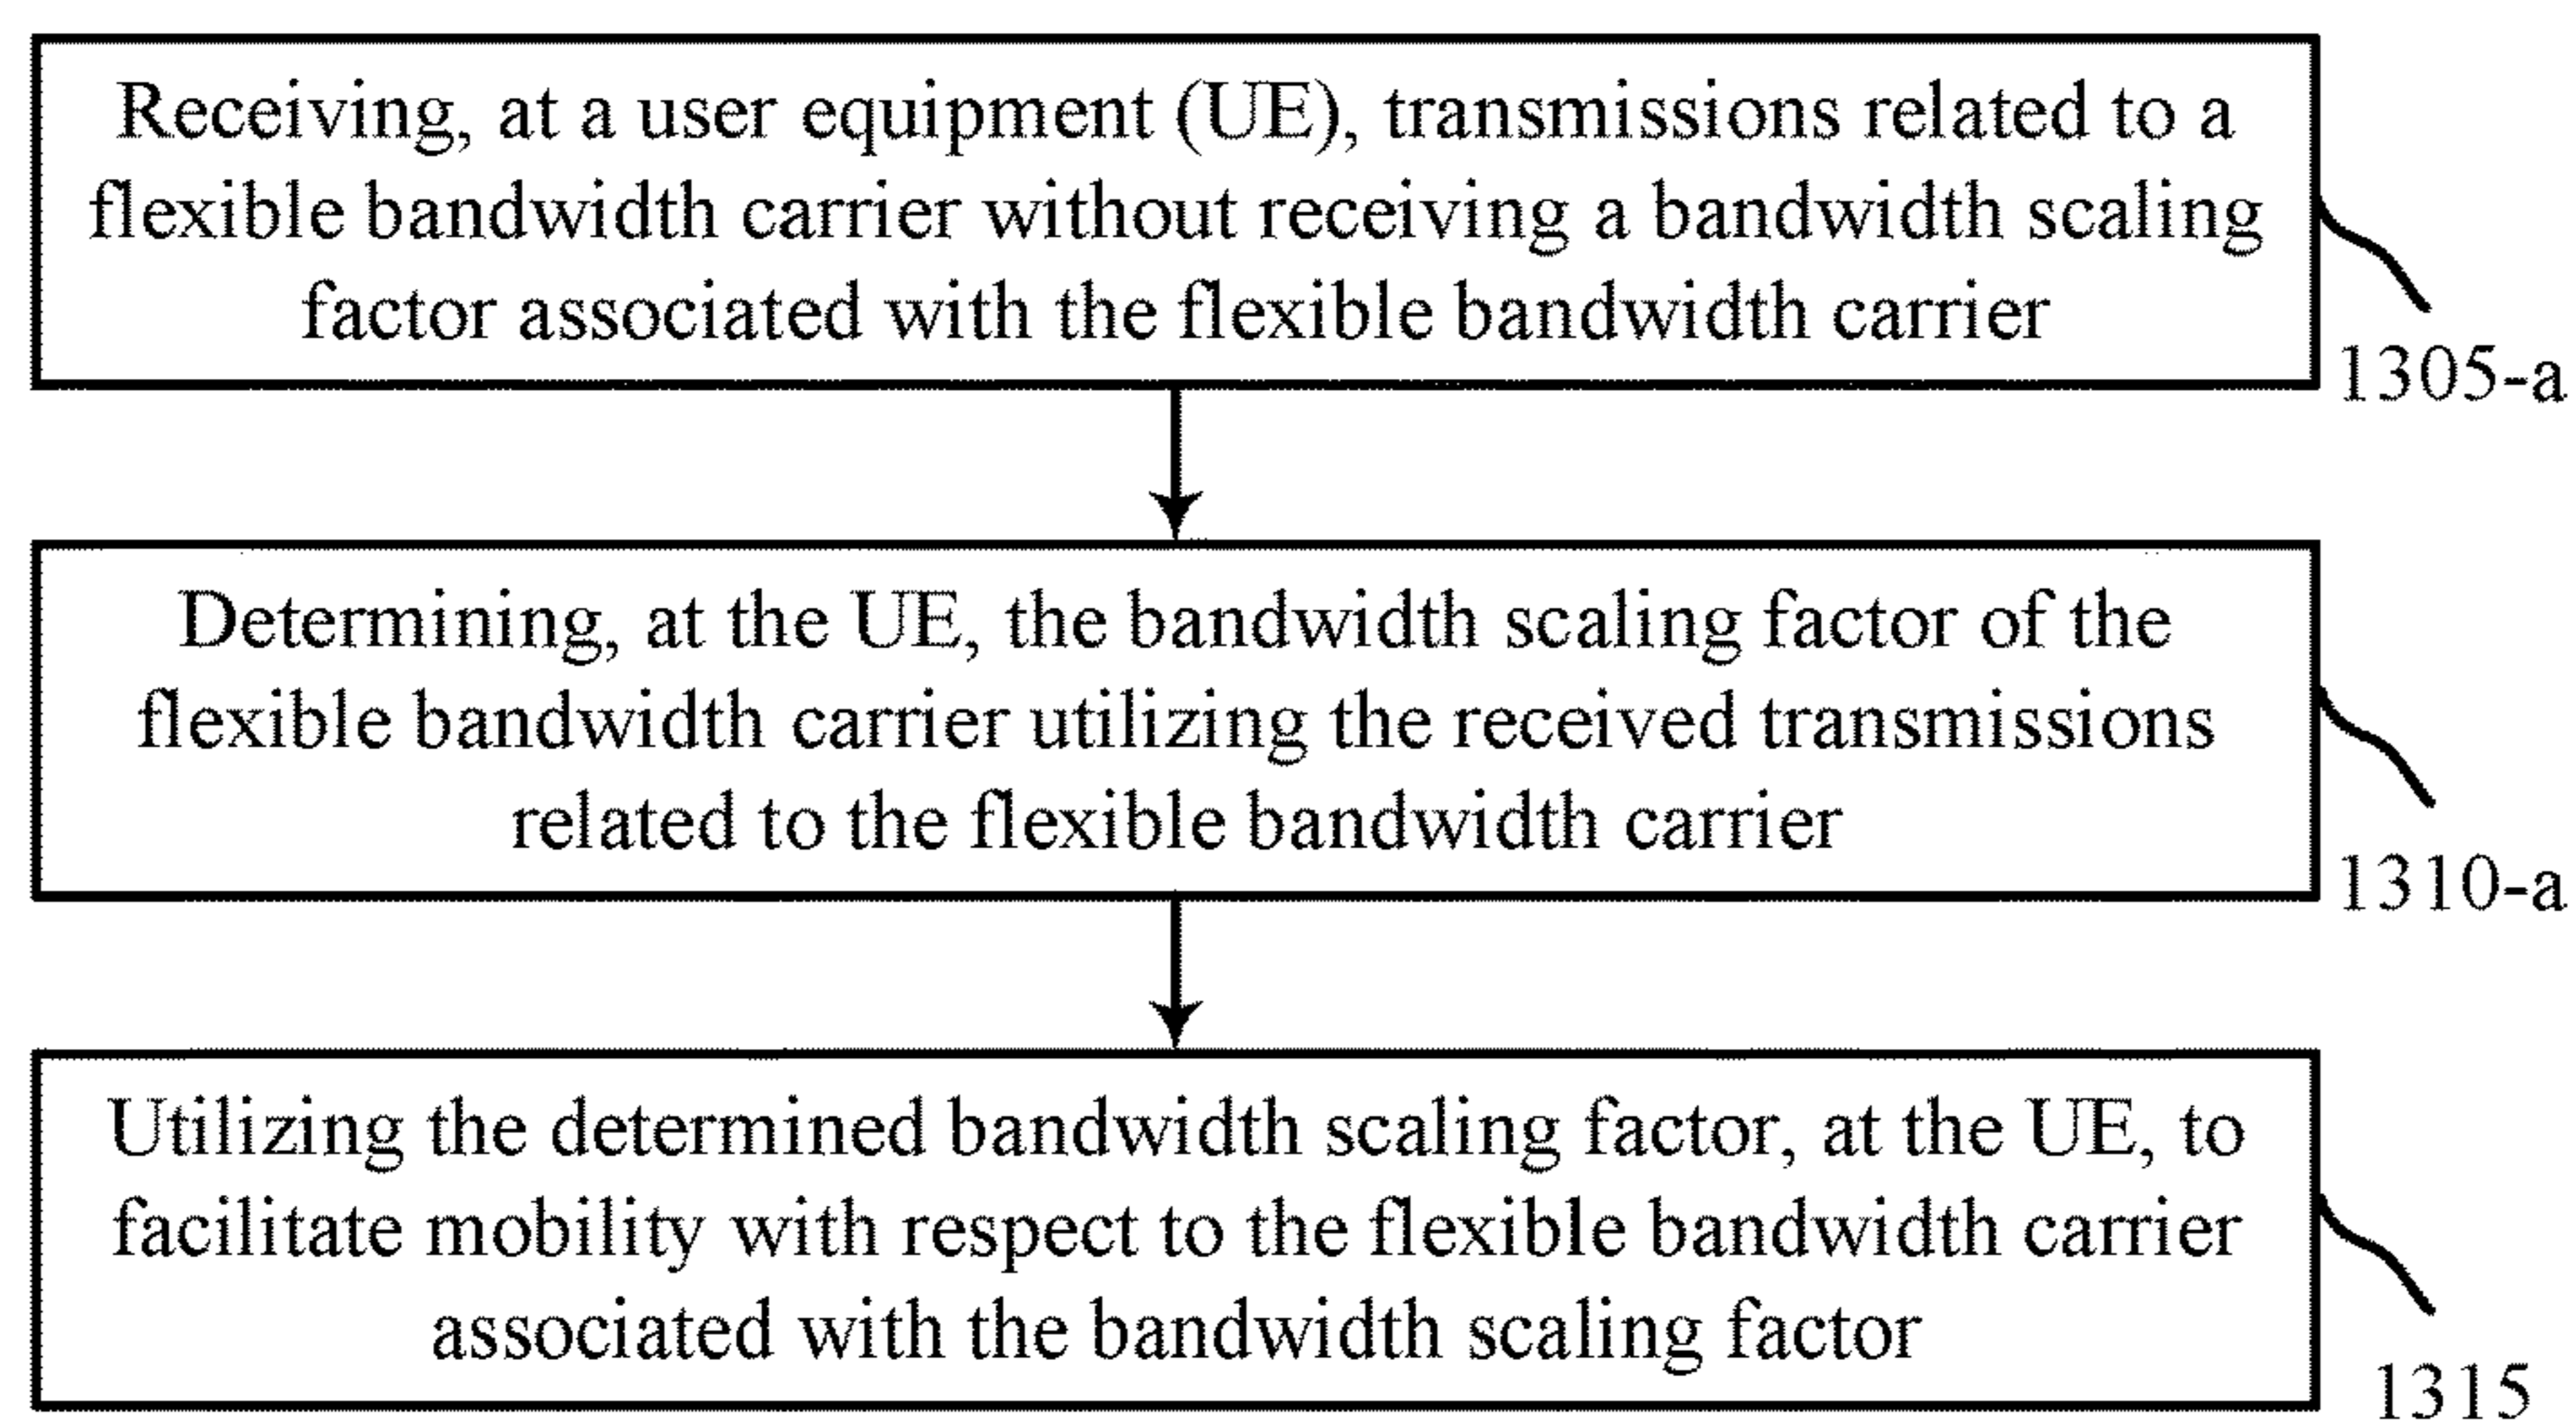 Receiving, at a user equipment (UE), transmissions related to a
flexible bandwidth carrier without receiving a bandwidth scaling
factor associated with the flexible bandwidth carrier
1305-a
Determining, at the UE, the bandwidth scaling factor of the
flexible bandwidth carrier utilizing the received transmissions
related to the flexible bandwidth carrier
1310-a
Utilizing the determined bandwidth scaling factor, at the UE, to
facilitate mobility with respect to the flexible bandwidth carrier
associated with the bandwidth scaling factor
1315